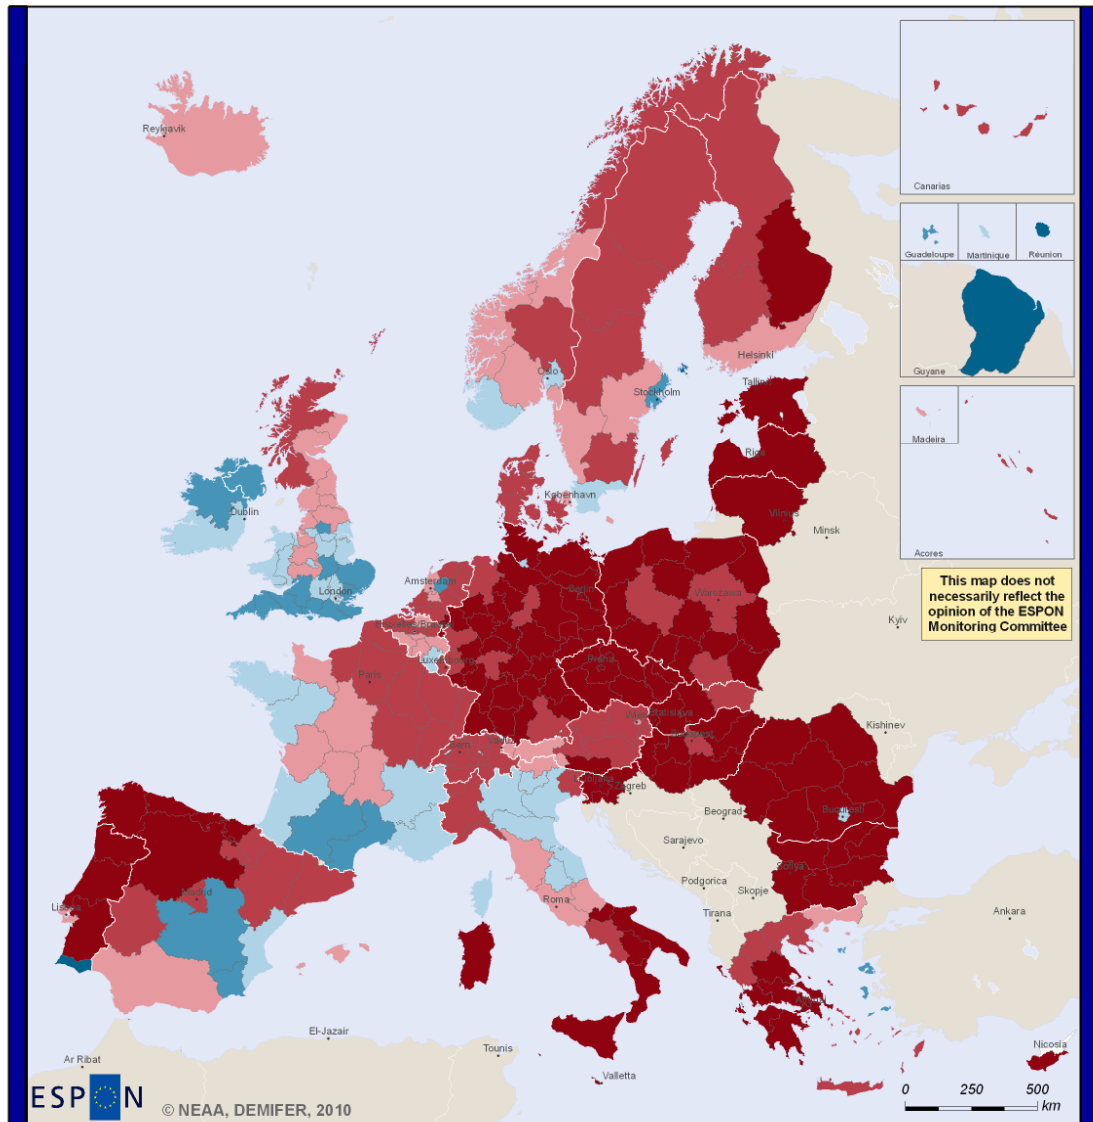 Reykjavik
Canarias
Guadeloupe
Martinique
Réunion
Guyane
Oslo
Helsinki
Tallinn
Stockholm
Riga
Madeira
København
Dublin
Vilnius
Minsk
Acores
London
Amsterdam
Berlin
Warszawa
This map does not
necessarily reflect the
opinion of the ESPON
Monitoring Committee
Kyiv
Luxembourg
Praha
Paris
Bratislava
Kishinev
Bern
Budapest
Zagreb
Beograd
Bucuresti
Sarajevo
Podgorica
Skopje
Madrid
Roma
Tirana
Ankara
El-Jazair
Tounis
Ar Ribat
Valletta
Nicosia
0 250 500
km
ESPON
© NEAA, DEMIFER, 2010